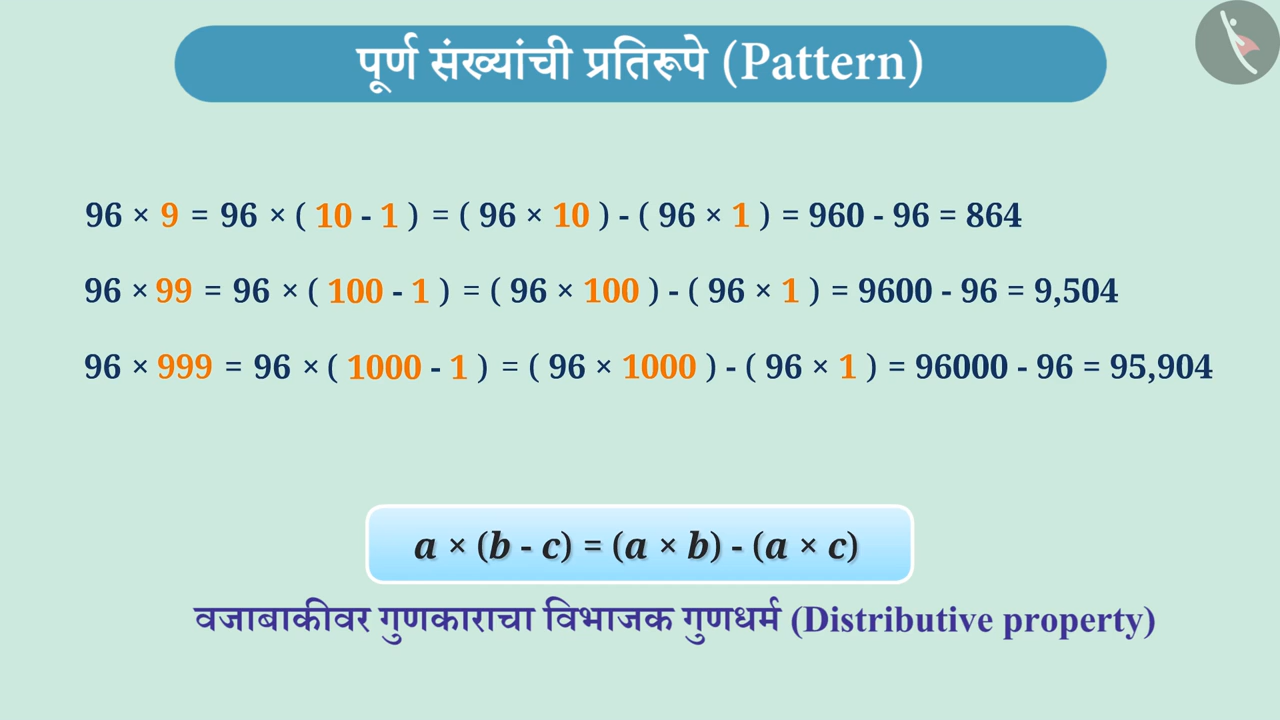 पूर्ण संख्यांची प्रतिरूपे (Pattern)
96 × 9 = 96 × ( 10 - 1 ) = ( 96 × 10 ) - ( 96 × 1 ) = 960 - 96 = 864
96 × 99 = 96 × ( 100 - 1 ) = ( 96 × 100 ) - ( 96 × 1 ) = 9600 - 96 = 9,504
96 × 999 = 96 × ( 1000 - 1 ) = ( 96 × 1000 ) - ( 96 × 1 ) = 96000 - 96 = 95,904
a × (b - c) = (a × b) - (a × c)
वजाबाकीवर गुणकाराचा विभाजक गुणधर्म (Distributive property)